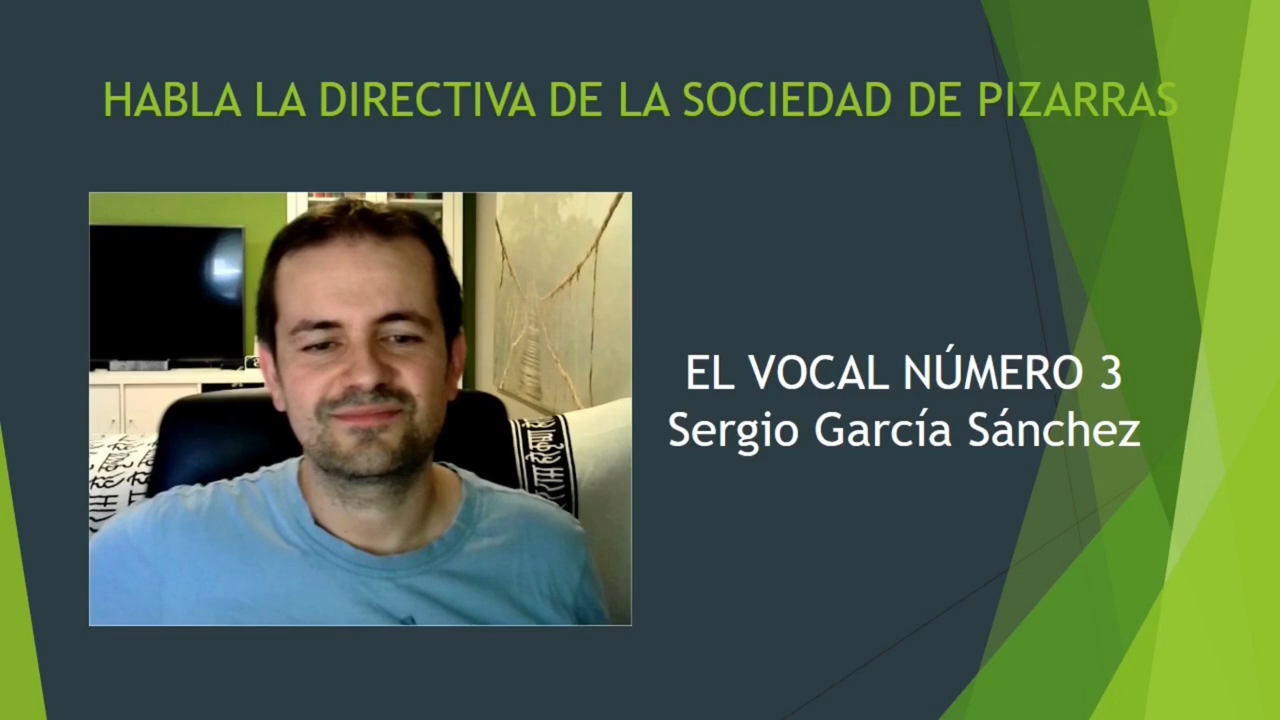 HABLA LA DIRECTIVA DE LA SOCIEDAD DE PIZARRAS
EL VOCAL NÚMERO 3
Sergio García Sánchez